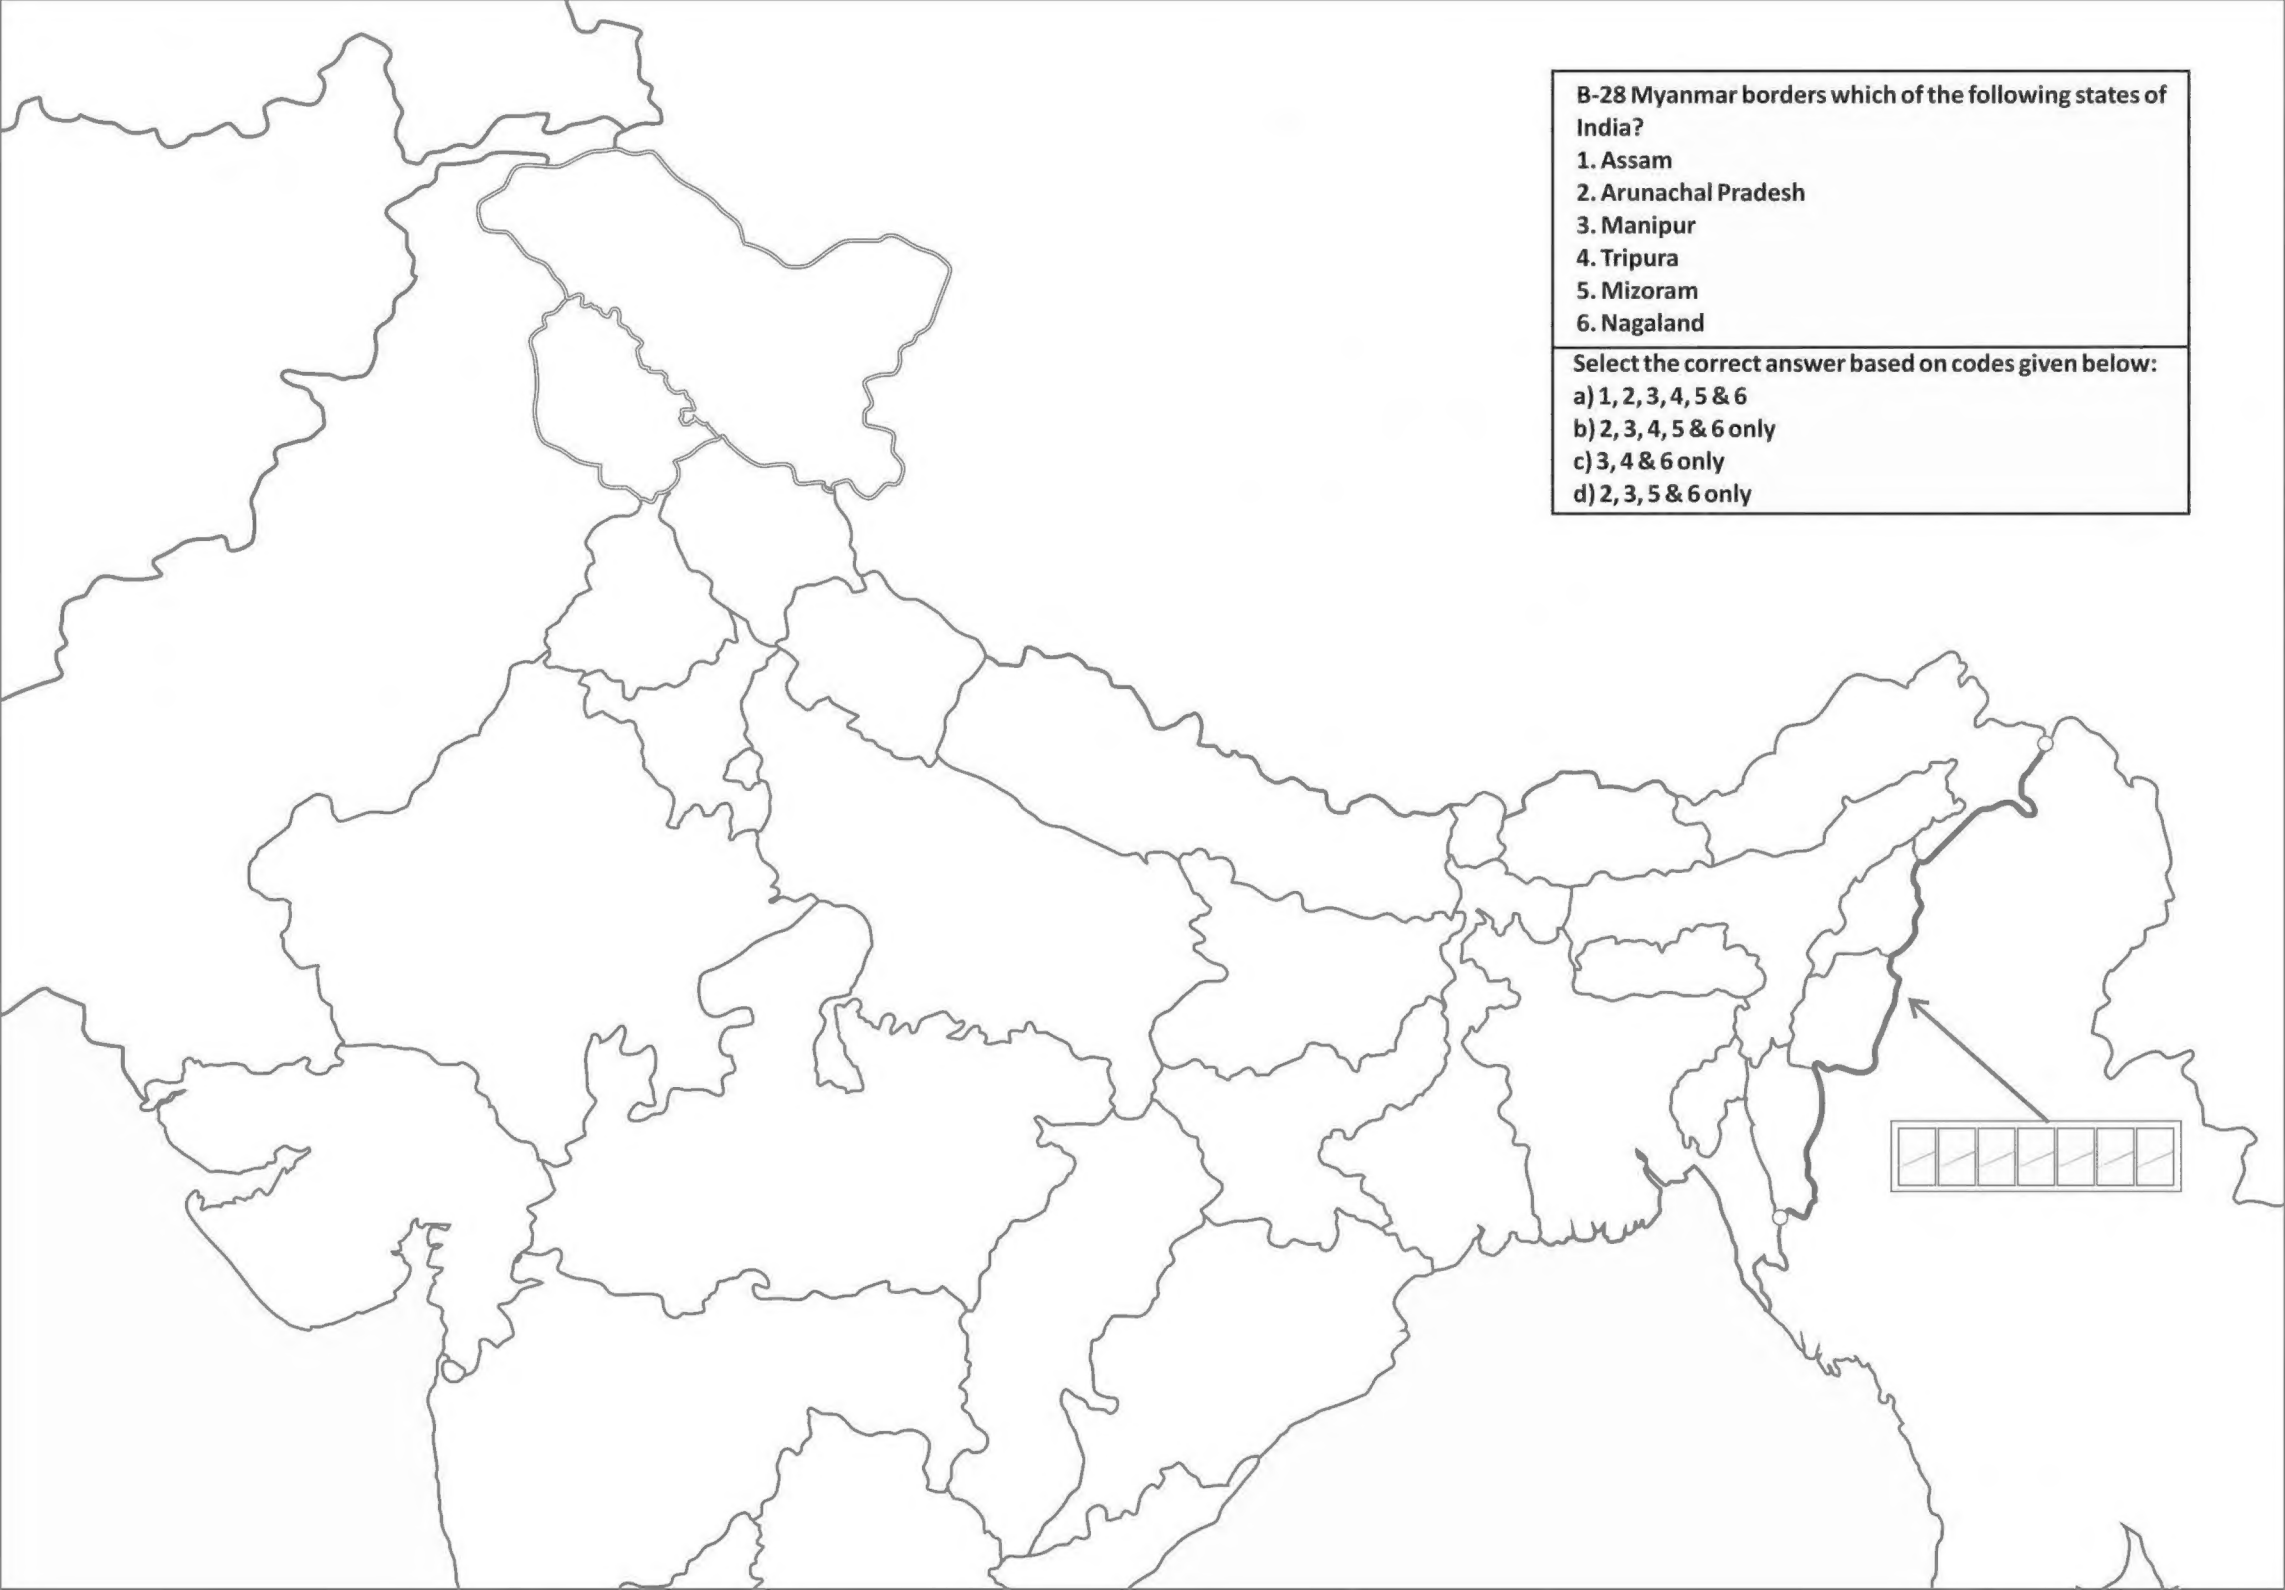 B-28 Myanmar borders which of the following states of
India?
1. Assam
2. Arunachal Pradesh
3. Manipur
4. Tripura
5. Mizoram
6. Nagaland
Select the correct answer based on codes given below:
a) 1, 2, 3, 4, 5 & 6
b) 2, 3, 4, 5 & 6 only
c) 3, 4 & 6 only
d) 2, 3, 5 & 6 only